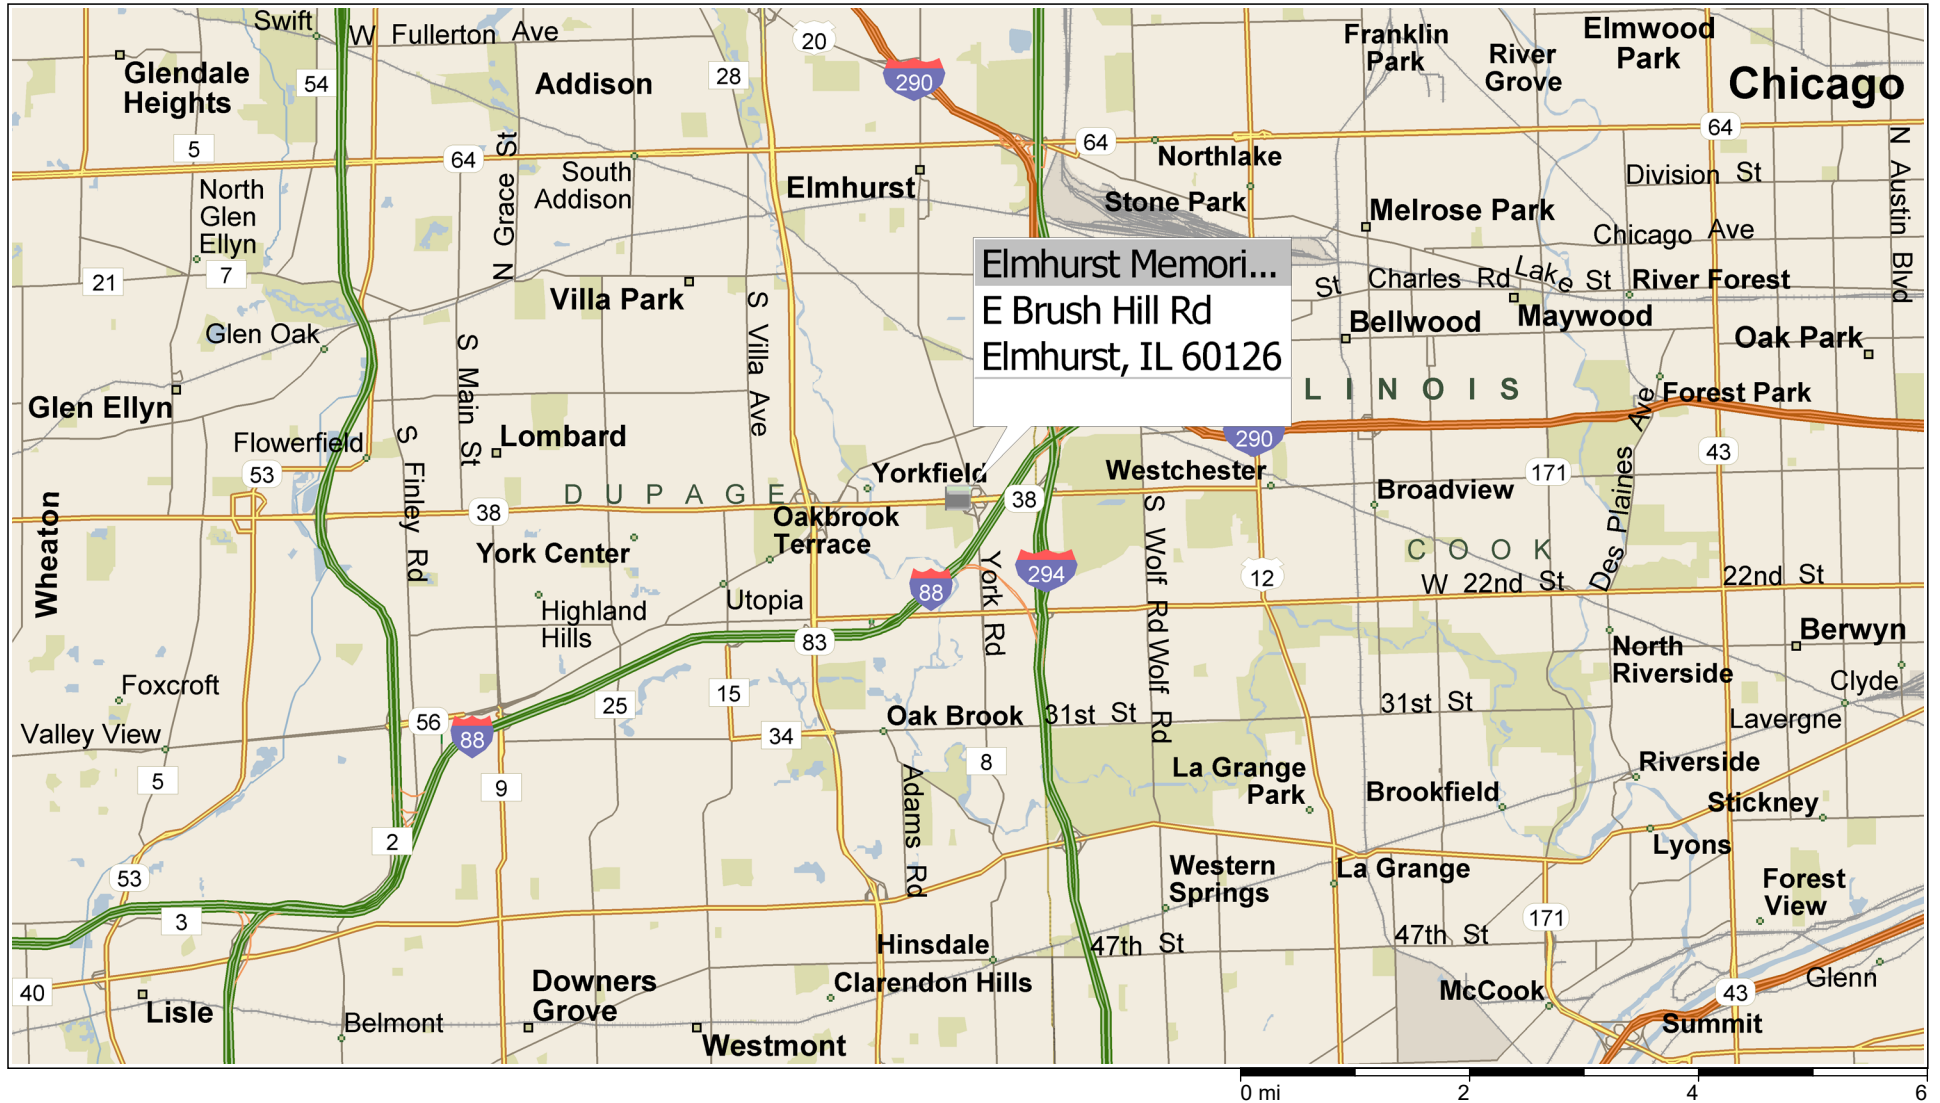 Swift
W Fullerton Ave
20
Franklin
Park
River
Grove
Elmwood
Park
Chicago
Glendale
Heights
54
Addison
28
290
5
64
N Grace St
South
Addison
64
Northlake
64
N Austin Blvd
North
Glen
Ellyn
Elmhurst
Stone Park
Melrose Park
Division St
Chicago Ave
21
7
Villa Park
S Villa Ave
Elmhurst Memori...
E Brush Hill Rd
Elmhurst, IL 60126
St Charles Rd
Lake St
River Forest
Bellwood
Maywood
Oak Park
Glen Oak
S Main St
Glen Ellyn
Flowerfield
Lombard
LINOIS
Forest Park
290
43
53
S Finley Rd
DUPAGE
Yorkfield
Westchester
171
Broadview
Des Plaines Ave
Wheaton
38
38
Oakbrook
Terrace
York Center
S Wolf Rd
COOK
294
88
York Rd
12
W 22nd St
22nd St
Highland
Hills
Utopia
83
Wolf Rd
North
Riverside
Berwyn
Foxcroft
Clyde
15
25
Valley View
56
88
Oak Brook
31st St
31st St
Lavergne
34
5
9
8
Adams Rd
La Grange
Park
Brookfield
Riverside
Stickney
2
Lyons
53
Western
Springs
La Grange
Forest
View
3
171
Hinsdale
47th St
47th St
40
Lisle
Downers
Grove
Clarendon Hills
McCook
43
Glenn
Belmont
Westmont
Summit
0 mi 2 4 6